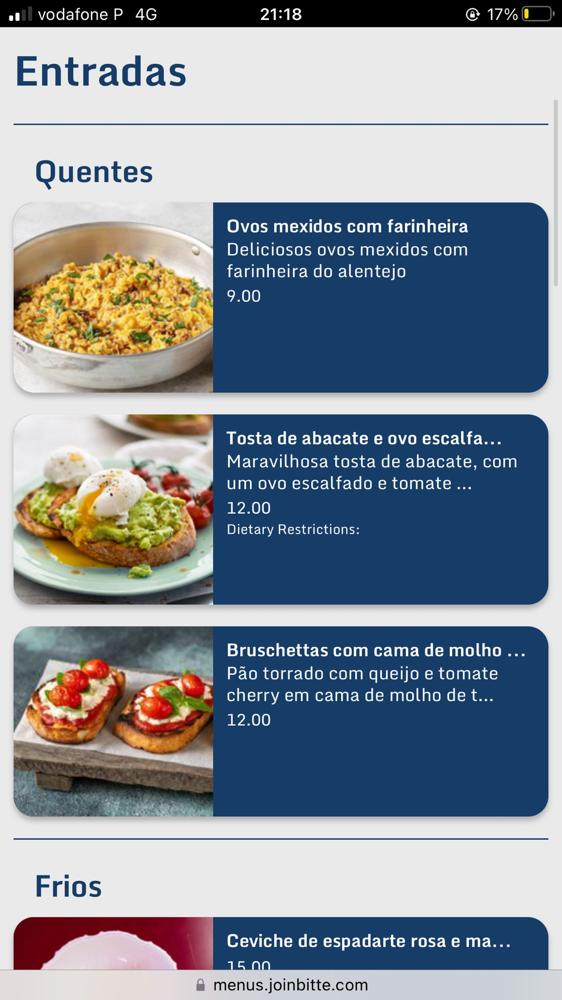 vodafone P 4G 21:18 17%
Entradas
Quentes
Ovos mexidos com farinheira
Deliciosos ovos mexidos com
farinheira do alentejo
9.00
Tosta de abacate e ovo escalfa...
Maravilhosa tosta de abacate, com
um ovo escalfado e tomate ...
12.00
Dietary Restrictions:
Bruschettas com cama de molho ...
Pão torrado com queijo e tomate
cherry em cama de molho de t...
12.00
Frios
Ceviche de espadarte rosa e ma...
15.00
menus.joinbitte.com